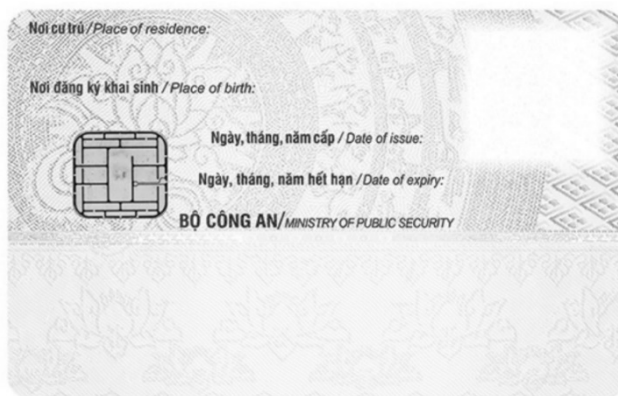 Nơi cư trú / Place of residence:
Nơi đăng ký khai sinh / Place of birth:
Ngày, tháng, năm cấp / Date of issue:
Ngày, tháng, năm hết hạn / Date of expiry:
BỘ CÔNG AN/MINISTRY OF PUBLIC SECURITY